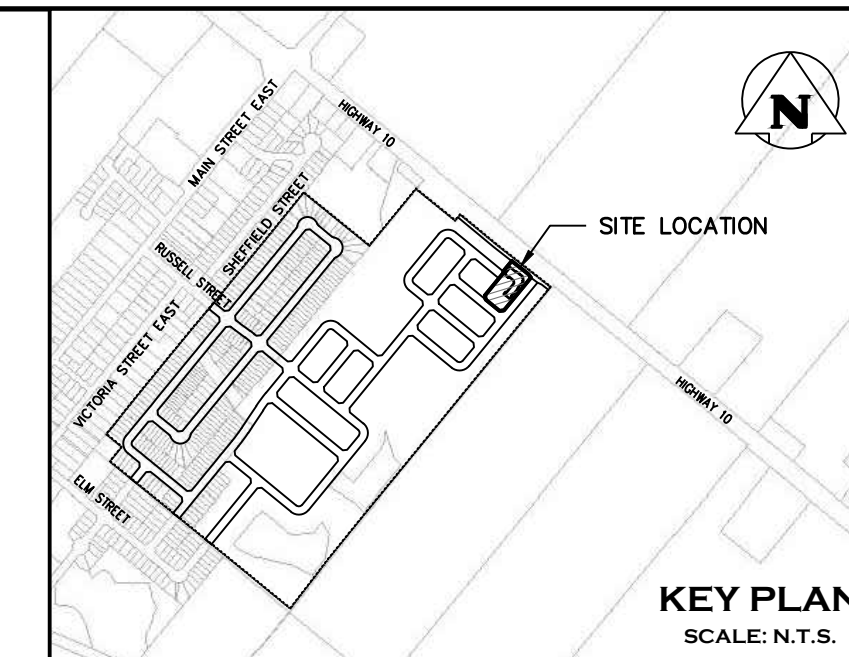 HIGHWAY 10
MAIN STREET EAST
N
SHEFFIELD STREET
SITE LOCATION
RUSSELL STREET
VICTORIA STREET EAST
HIGHWAY 10
ELM STREET
KEY PLAN
SCALE: N.T.S.